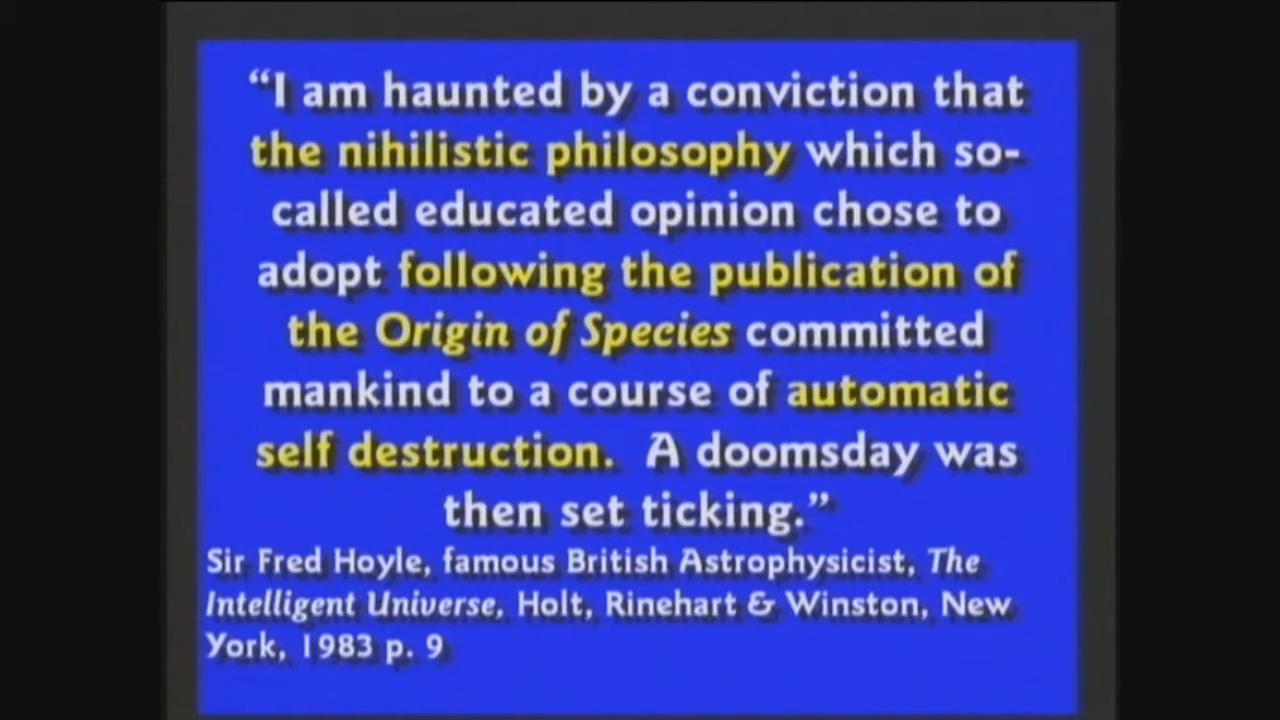 “I am haunted by a conviction that
the nihilistic philosophy which so-
called educated opinion chose to
adopt following the publication of
the Origin of Species committed
mankind to a course of automatic
self destruction.  A doomsday was
then set ticking.”
Sir Fred Hoyle, famous British Astrophysicist, The
Intelligent Universe, Holt, Rinehart & Winston, New
York, 1983 p. 9